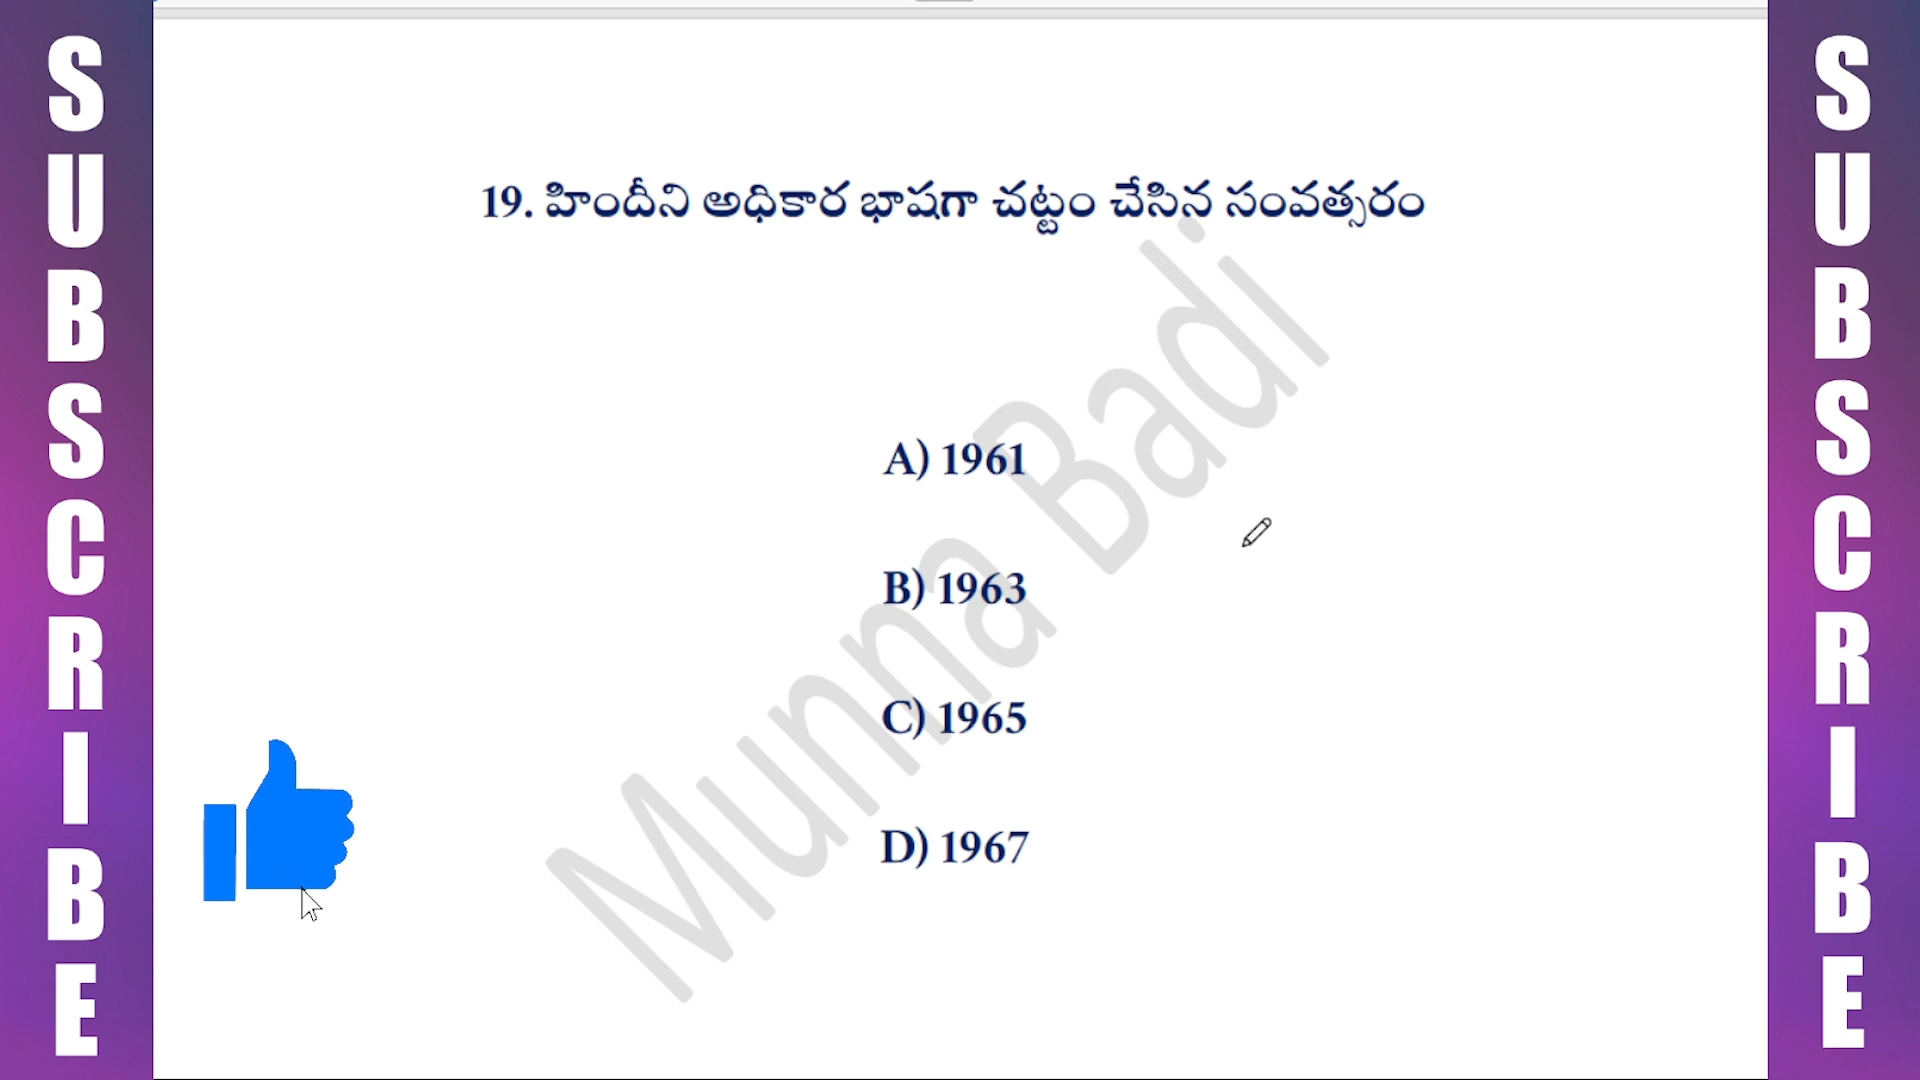 SUBSCRIBE
19. హిందీని అధికార భాషగా చట్టం చేసిన సంవత్సరం
A) 1961
B) 1963
C) 1965
D) 1967
Munna Badi
SUBSCRIBE